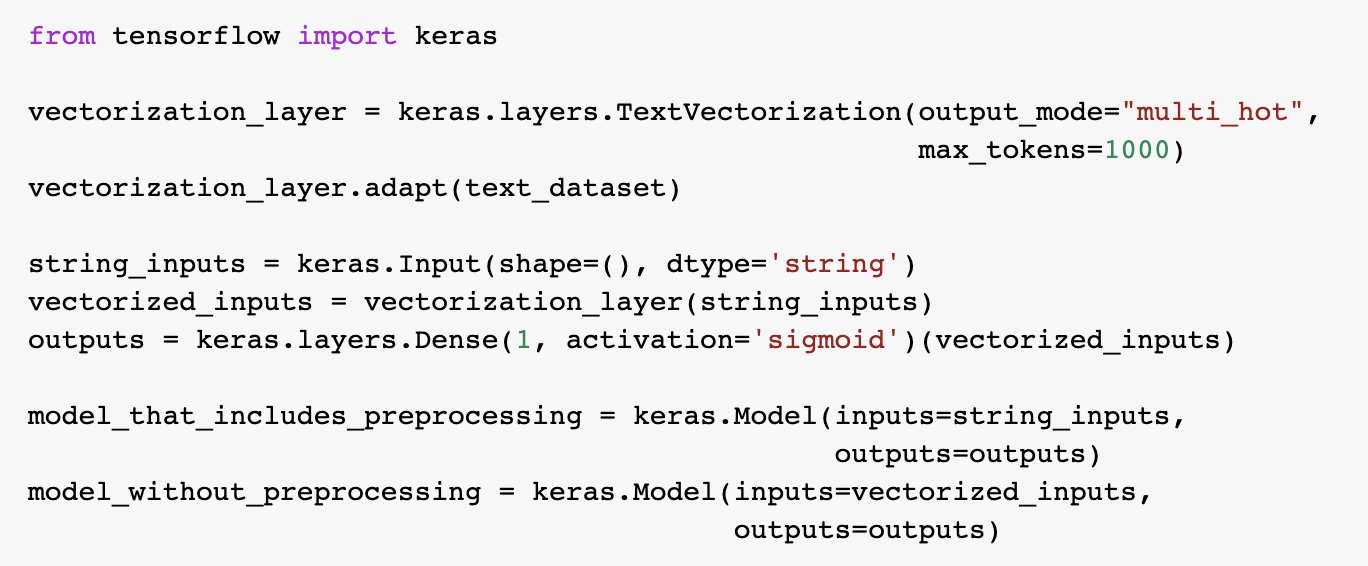 from tensorflow import keras
vectorization_layer = keras.layers.TextVectorization(output_mode="multi_hot",
max_tokens=1000)
vectorization_layer.adapt(text_dataset)
string_inputs = keras.Input(shape=(), dtype='string')
vectorized_inputs = vectorization_layer(string_inputs)
outputs = keras.layers.Dense(1, activation='sigmoid')(vectorized_inputs)
model_that_includes_preprocessing = keras.Model(inputs=string_inputs,
outputs=outputs)
model_without_preprocessing = keras.Model(inputs=vectorized_inputs,
outputs=outputs)